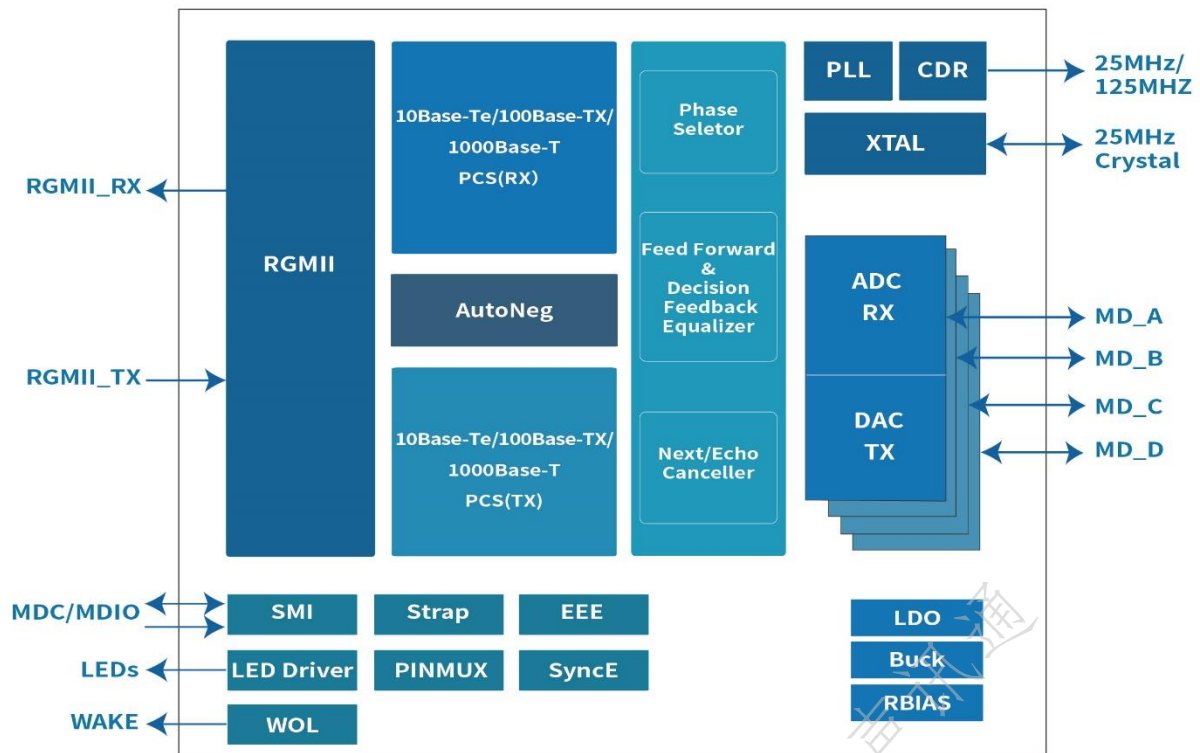 RGMII_RX
RGMII_TX
MDC/MDIO
LEDs
WAKE
RGMII
10Base-Te/100Base-TX/
1000Base-T
PCS(RX)
AutoNeg
10Base-Te/100Base-TX/
1000Base-T
PCS(TX)
Phase
Seletor
Feed Forward
&
Decision
Feedback
Equalizer
Next/Echo
Canceller
PLL
CDR
XTAL
25MHz/
125MHZ
25MHz
Crystal
ADC
RX
DAC
TX
MD_A
MD_B
MD_C
MD_D
SMI
Strap
EEE
LED Driver
PINMUX
SyncE
WOL
LDO
Buck
RBIAS
讯通